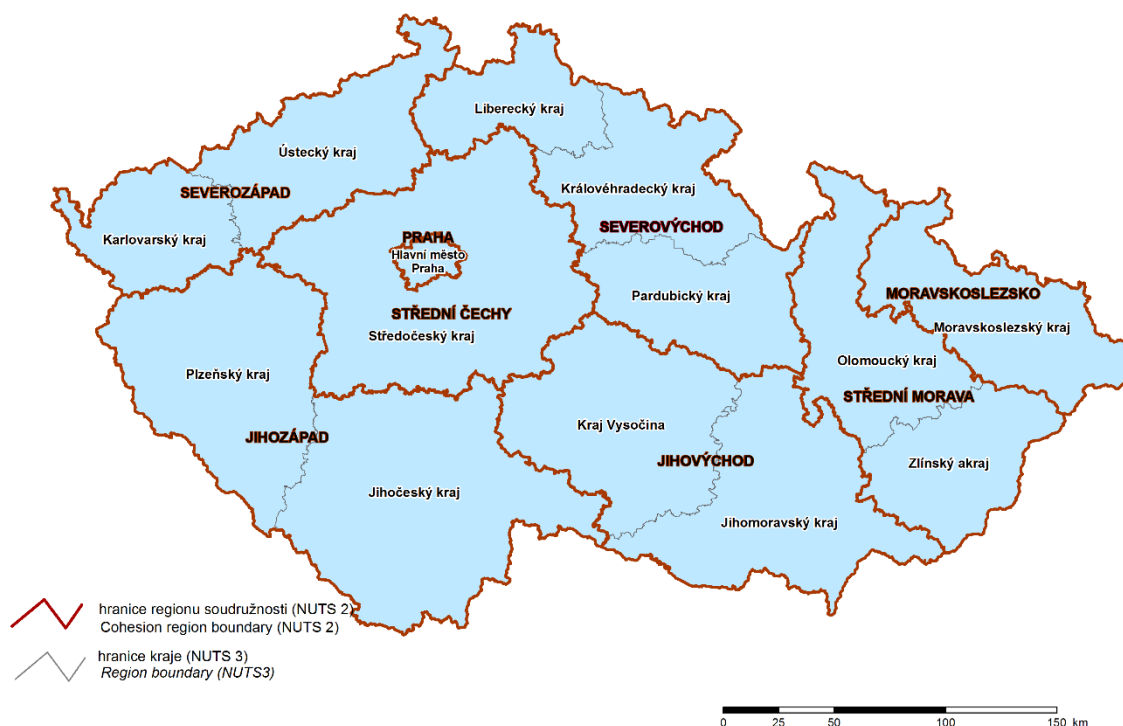 Liberecký kraj
Ústecký kraj
SEVEROZÁPAD
Královéhradecký kraj
SEVEROVÝCHOD
Karlovarský kraj
PRAHA
Hlavní město
Praha
MORAVSKOSLEZSKO
Pardubický kraj
STŘEDNÍ ČECHY
Středočeský kraj
Moravskoslezský kraj
Olomoucký kraj
Plzeňský kraj
STŘEDNÍ MORAVA
Kraj Vysočina
JIHOZÁPAD
JIHOVÝCHOD
Zlínský akraj
Jihočeský kraj
Jihomoravský kraj
hranice regionu soudružnosti (NUTS 2)
Cohesion region boundary (NUTS 2)
hranice kraje (NUTS 3)
Region boundary (NUTS3)
0 25 50 100 150 km